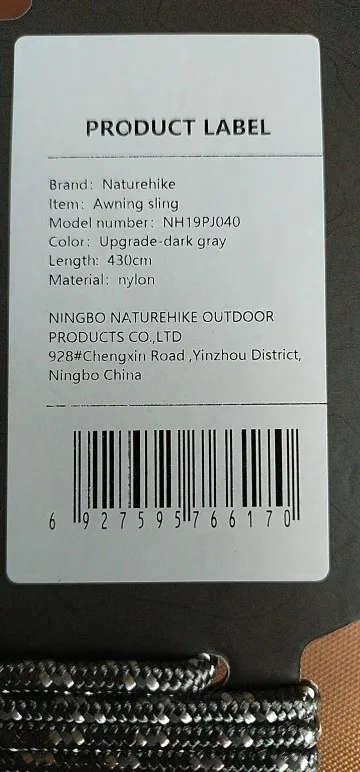 PRODUCT LABEL
Brand: Naturehike
Item: Awning sling
Model number: NH19PJ040
Color: Upgrade-dark gray
Length: 430cm
Material: nylon
NINGBO NATUREHIKE OUTDOOR
PRODUCTS CO.,LTD
928#Chengxin Road ,Yinzhou District,
Ningbo China
6 927595 766170